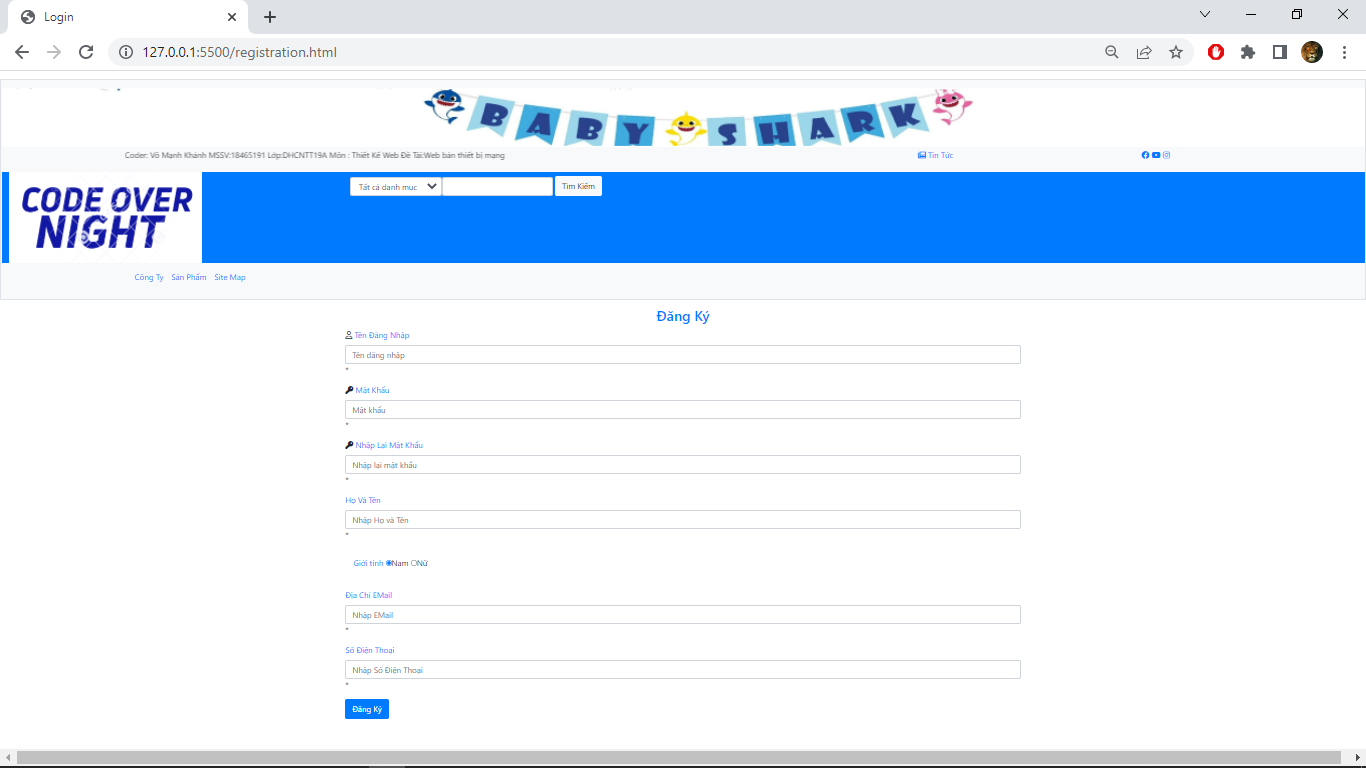 Login
127.0.0.1:5500/registration.html
BABY SHARK
Coder: Võ Mạnh Khánh MSSV:18465191 Lớp:DHCNTT19A Môn : Thiết Kế Web Đề Tài:Web bán thiết bị mạng
Tin Tức
CODE OVER
NIGHT
Tất cả danh mục
Tìm Kiếm
Công Ty Sản Phẩm Site Map
Đăng Ký
Tên Đăng Nhập
Tên đăng nhập
*
Mật Khẩu
Mật khẩu
*
Nhập Lại Mật Khẩu
Nhập lại mật khẩu
*
Họ Và Tên
Nhập Họ và Tên
*
Giới tính Nam Nữ
Địa Chỉ EMail
Nhập EMail
*
Số Điện Thoại
Nhập Số Điện Thoại
*
Đăng Ký